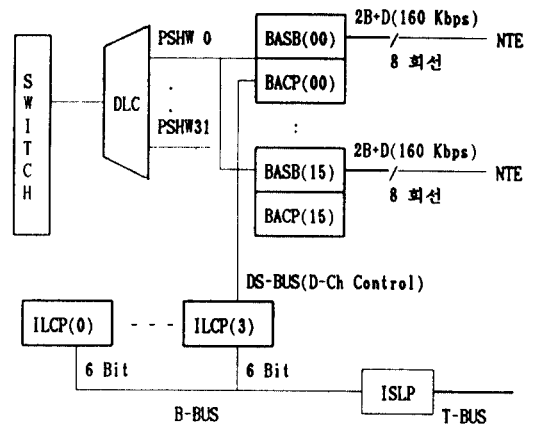 SWITCH
DLC
PSHW 0
.
.
PSHW31
BASB(00)
BACP(00)
:
BASB(15)
BACP(15)
2B+D(160 Kbps)
8 회선
NTE
2B+D(160 Kbps)
8 회선
NTE
DS-BUS(D-Ch Control)
ILCP(0)
- - -
ILCP(3)
6 Bit
6 Bit
B-BUS
ISLP
T-BUS